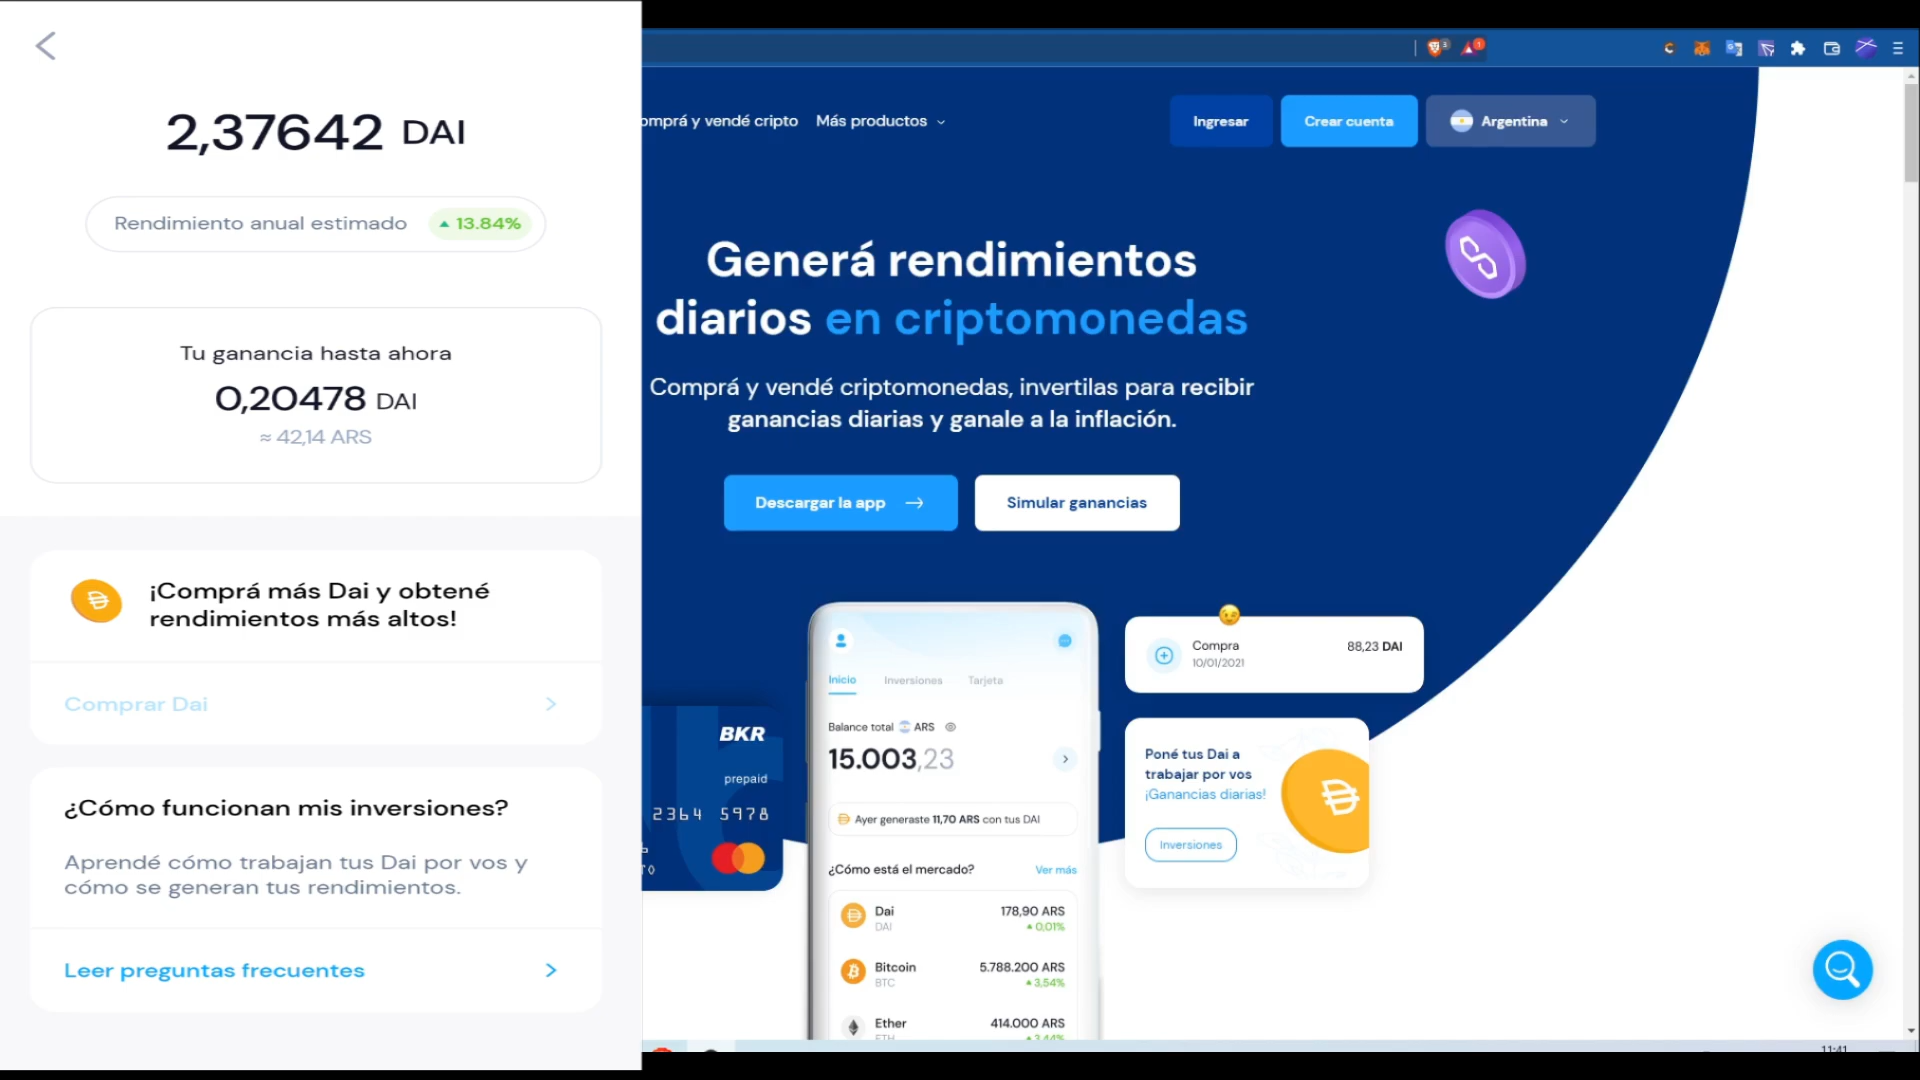 2,37642 DAI
Rendimiento anual estimado 13.84%
Tu ganancia hasta ahora
0,20478 DAI
≈ 42,14 ARS
¡Comprá más Dai y obtené
rendimientos más altos!
Comprar Dai
¿Cómo funcionan mis inversiones?
Aprendé cómo trabajan tus Dai por vos y
cómo se generan tus rendimientos.
Leer preguntas frecuentes
omprá y vendé cripto Más productos Ingresar Crear cuenta Argentina
Generá rendimientos
diarios en criptomonedas
Comprá y vendé criptomonedas, invertilas para recibir
ganancias diarias y ganale a la inflación.
Descargar la app Simular ganancias
BKR
prepaid
2364 5978
Inicio Inversiones Tarjeta
Balance total ARS
15.003,23
Ayer generaste 11,70 ARS con tus DAI
¿Cómo está el mercado? Ver más
Dai 178,90 ARS
DAI 0,01%
Bitcoin 5.788.200 ARS
BTC 3,54%
Ether 414.000 ARS
ETH 3,44%
Compra 88,23 DAI
10/01/2021
Poné tus Dai a
trabajar por vos
¡Ganancias diarias!
Inversiones
11:41